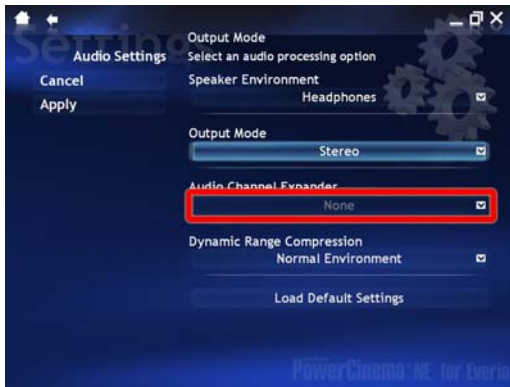 Settings
Audio Settings
Cancel
Apply
Output Mode
Select an audio processing option
Speaker Environment
Headphones
Output Mode
Stereo
Audio Channel Expander
None
Dynamic Range Compression
Normal Environment
Load Default Settings
PowerCinema NE for Everio